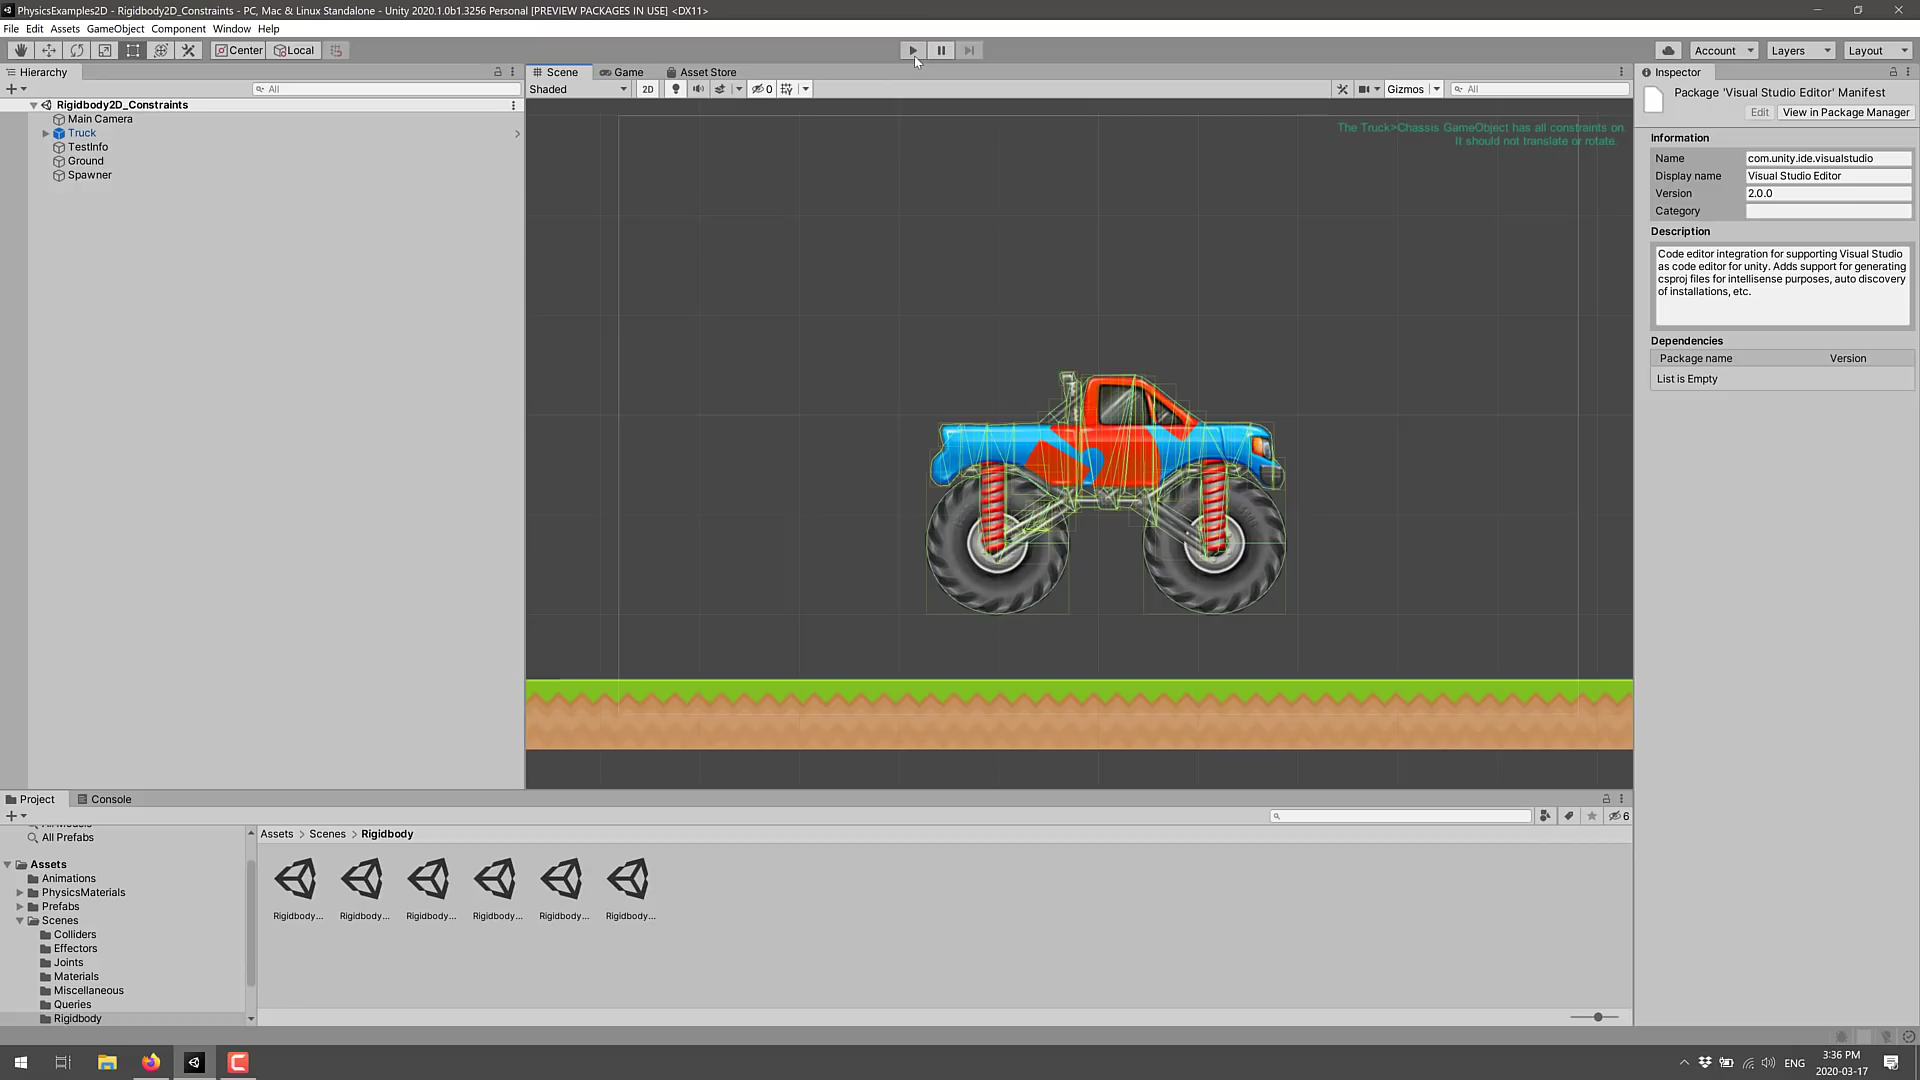 PhysicsExamples2D - Rigidbody2D_Constraints - PC, Mac & Linux Standalone - Unity 2020.1.0b1.3256 Personal [PREVIEW PACKAGES IN USE] <DX11>
File Edit Assets GameObject Component Window Help
Center Local Account Layers Layout
Hierarchy
All
Rigidbody2D_Constraints
Main Camera
Truck
TestInfo
Ground
Spawner
Scene Game Asset Store
Shaded 2D 0 Gizmos All
The Truck>Chassis GameObject has all constraints on.
It should not translate or rotate.
Inspector
Package 'Visual Studio Editor' Manifest
Edit View in Package Manager
Information
Name com.unity.ide.visualstudio
Display name Visual Studio Editor
Version 2.0.0
Category
Description
Code editor integration for supporting Visual Studio
as code editor for unity. Adds support for generating
csproj files for intellisense purposes, auto discovery
of installations, etc.
Dependencies
Package name Version
List is Empty
Project Console
6
All Prefabs
Assets
Animations
PhysicsMaterials
Prefabs
Scenes
Colliders
Effectors
Joints
Materials
Miscellaneous
Queries
Rigidbody
Assets > Scenes > Rigidbody
Rigidbody... Rigidbody... Rigidbody... Rigidbody... Rigidbody... Rigidbody...
ENG
3:36 PM
2020-03-17